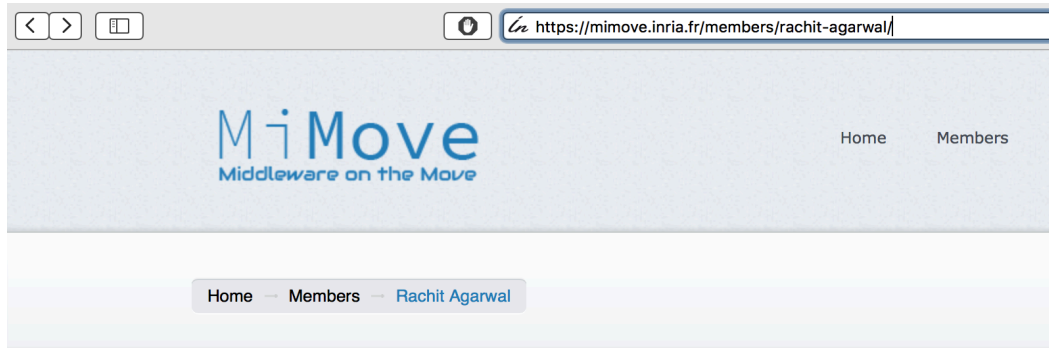 https://mimove.inria.fr/members/rachit-agarwal/
MiMove
Middleware on the Move
Home Members
Home → Members → Rachit Agarwal